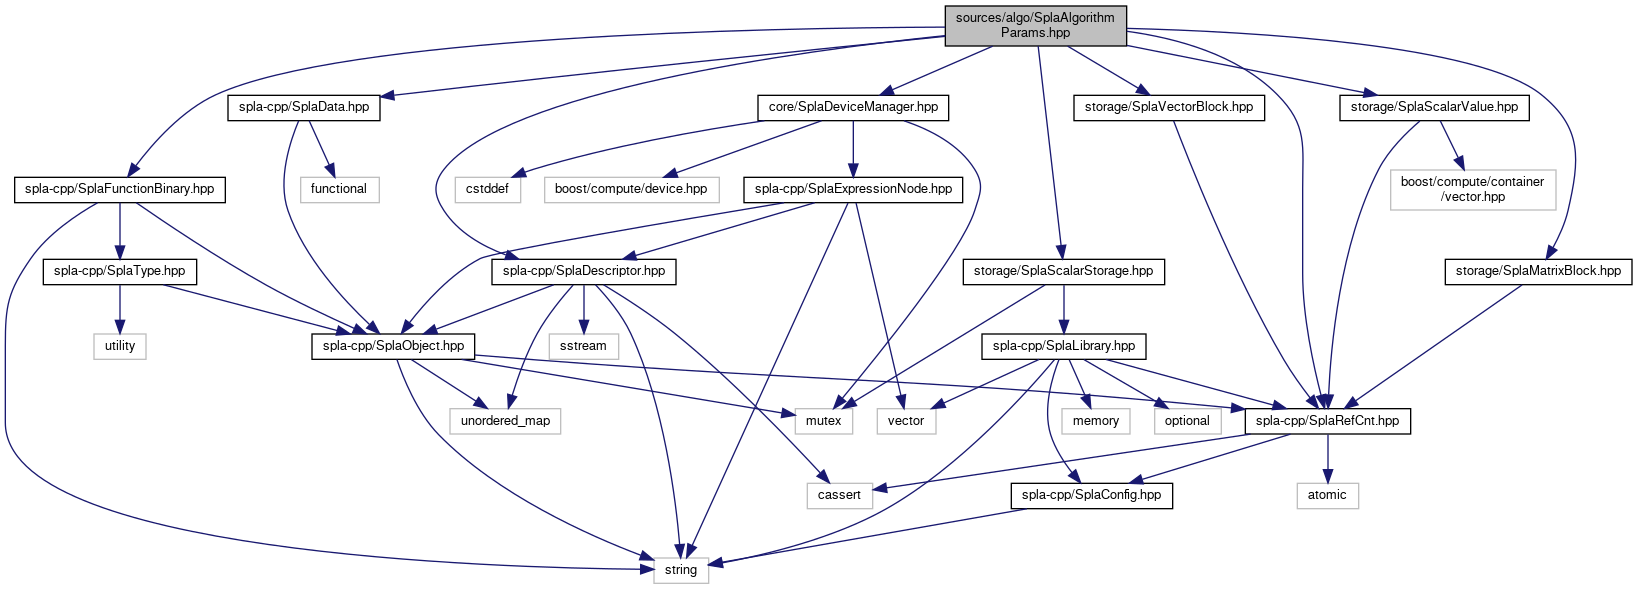 sources/algo/SplaAlgorithm
Params.hpp
spla-cpp/SplaData.hpp
core/SplaDeviceManager.hpp
storage/SplaVectorBlock.hpp
storage/SplaScalarValue.hpp
spla-cpp/SplaFunctionBinary.hpp
functional
cstddef
boost/compute/device.hpp
spla-cpp/SplaExpressionNode.hpp
boost/compute/container
/vector.hpp
spla-cpp/SplaType.hpp
spla-cpp/SplaDescriptor.hpp
storage/SplaScalarStorage.hpp
storage/SplaMatrixBlock.hpp
utility
spla-cpp/SplaObject.hpp
sstream
spla-cpp/SplaLibrary.hpp
unordered_map
mutex
vector
memory
optional
spla-cpp/SplaRefCnt.hpp
cassert
spla-cpp/SplaConfig.hpp
atomic
string